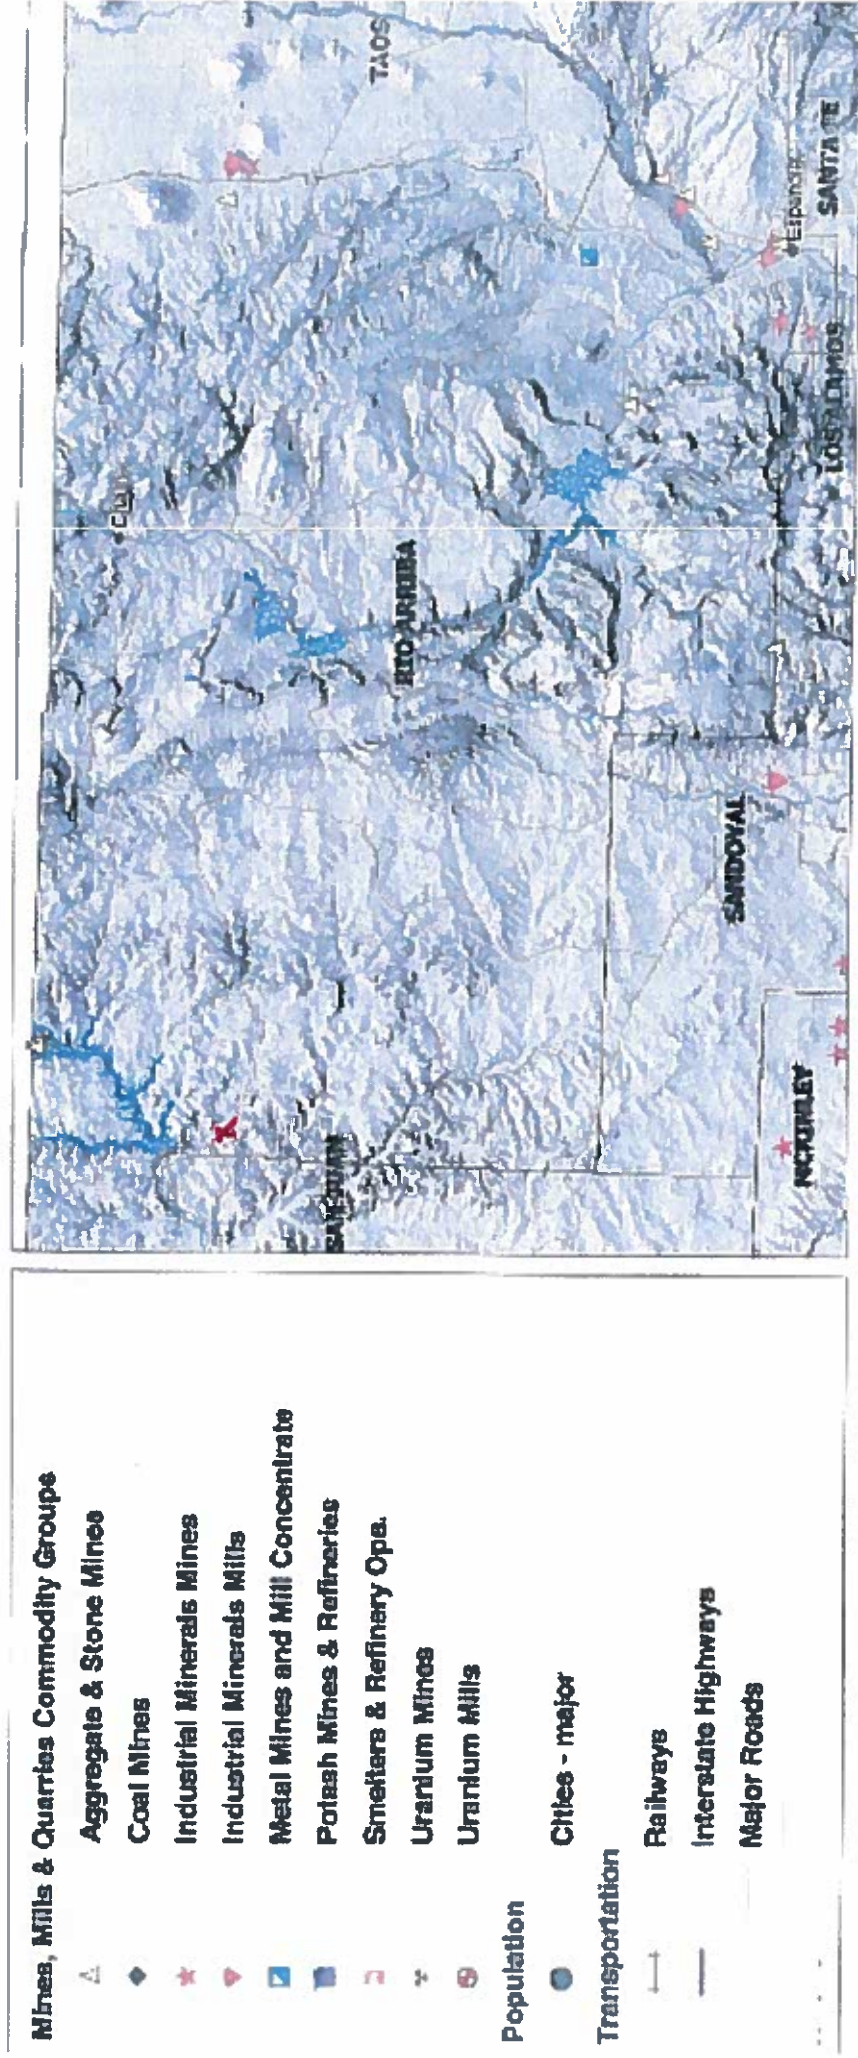 Mines, Mills & Quarries Commodity Groups
Aggregate & Stone Mines
Coal Mines
Industrial Minerals Mines
Industrial Minerals Mills
Metal Mines and Mill Concentrate
Potash Mines & Refineries
Smelters & Refinery Ops.
Uranium Mines
Uranium Mills
Population
Cities - major
Transportation
Railways
Interstate Highways
Major Roads
TAOS
RIO ARRIBA
SANDOVAL
MCKINLEY
LOS ALAMOS
SANTA FE
Espanola